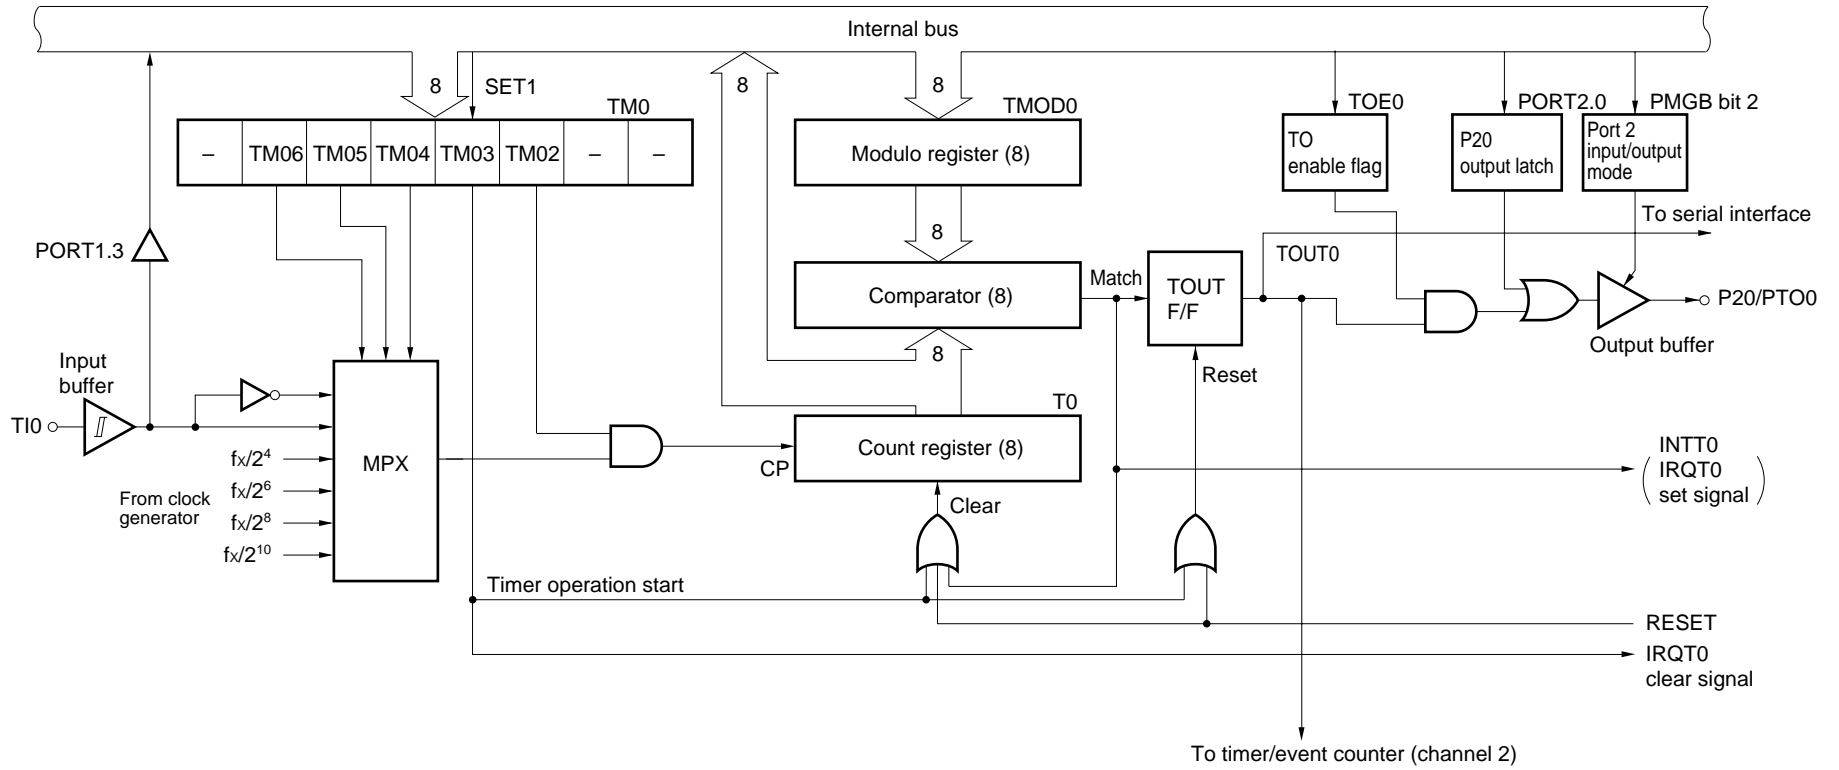 Internal bus
8
SET1
TM0
8
8
TMOD0
TOE0
PORT2.0
PMGB bit 2
–
TM06
TM05
TM04
TM03
TM02
–
–
Modulo register (8)
TO
enable flag
P20
output latch
Port 2
input/output
mode
PORT1.3
8
To serial interface
TOUT0
Comparator (8)
Match
TOUT
F/F
P20/PTO0
Output buffer
8
Reset
Input
buffer
TI0
T0
Count register (8)
CP
MPX
fX/2⁴
fX/2⁶
fX/2⁸
fX/2¹⁰
From clock
generator
Clear
INTT0
( IRQT0 )
set signal
Timer operation start
RESET
IRQT0
clear signal
To timer/event counter (channel 2)